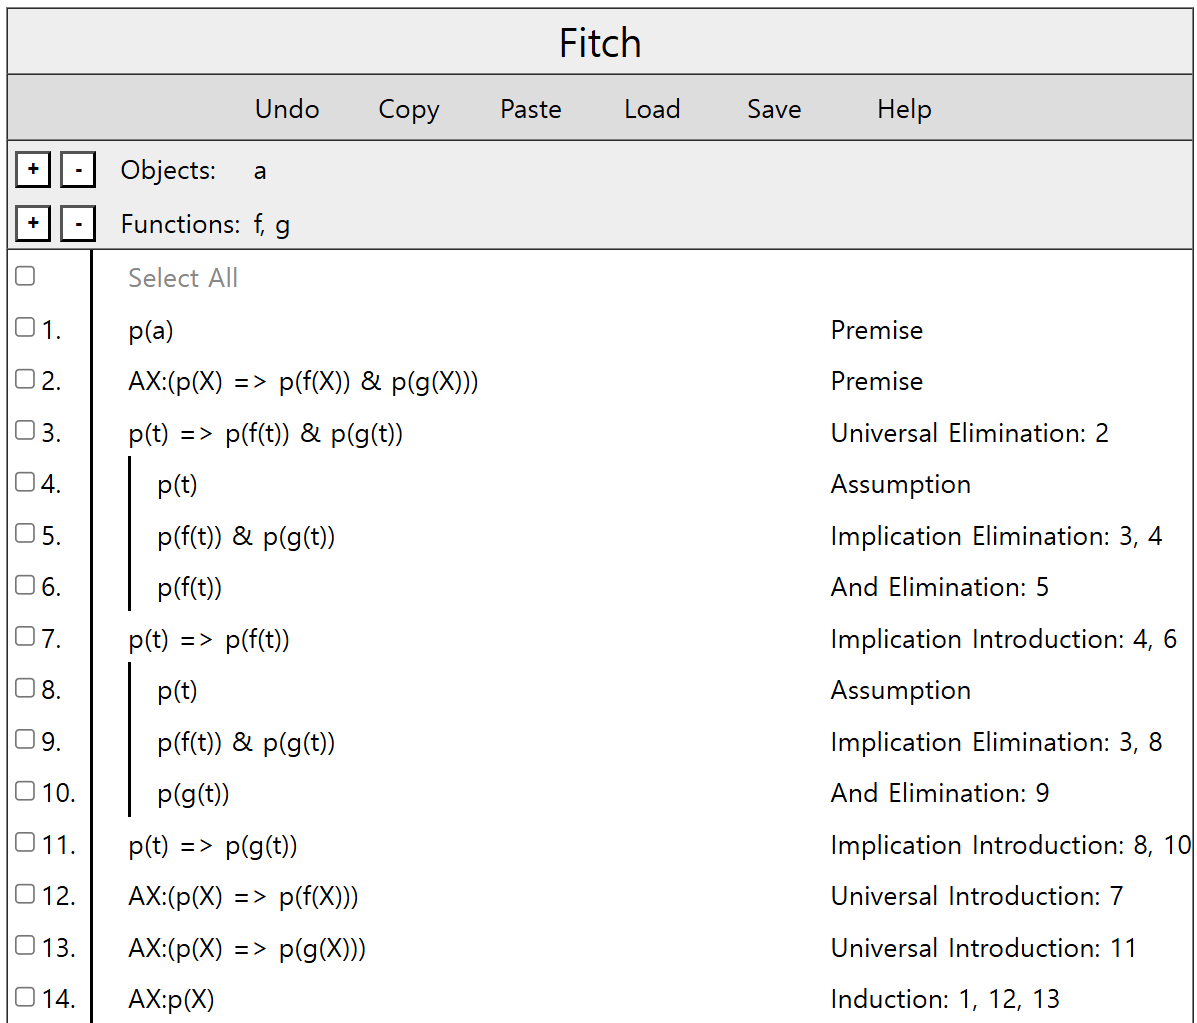 Fitch
Undo Copy Paste Load Save Help
+ - Objects: a
+ - Functions: f, g
Select All
1. p(a) Premise
2. AX:(p(X) => p(f(X)) & p(g(X))) Premise
3. p(t) => p(f(t)) & p(g(t)) Universal Elimination: 2
4. p(t) Assumption
5. p(f(t)) & p(g(t)) Implication Elimination: 3, 4
6. p(f(t)) And Elimination: 5
7. p(t) => p(f(t)) Implication Introduction: 4, 6
8. p(t) Assumption
9. p(f(t)) & p(g(t)) Implication Elimination: 3, 8
10. p(g(t)) And Elimination: 9
11. p(t) => p(g(t)) Implication Introduction: 8, 10
12. AX:(p(X) => p(f(X))) Universal Introduction: 7
13. AX:(p(X) => p(g(X))) Universal Introduction: 11
14. AX:p(X) Induction: 1, 12, 13